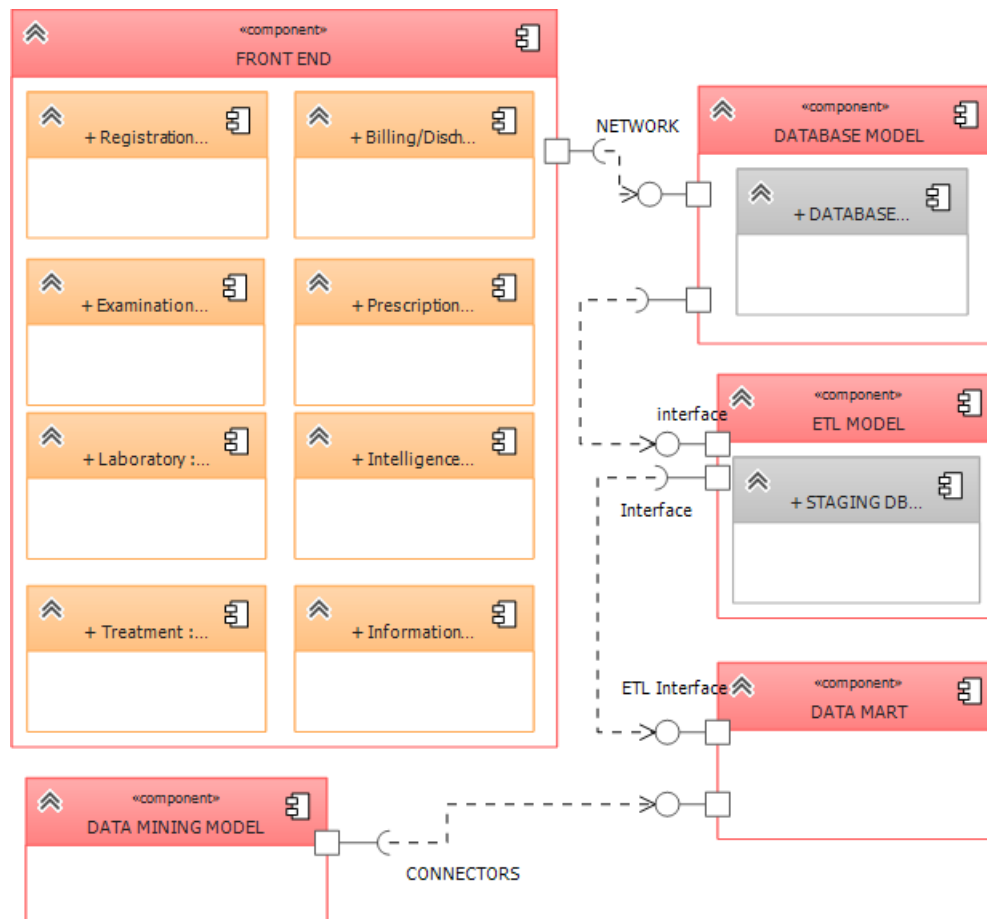 «component»
FRONT END
+ Registration...
+ Billing/Disch...
+ Examination...
+ Prescription...
+ Laboratory :...
+ Intelligence...
+ Treatment :...
+ Information...
NETWORK
«component»
DATABASE MODEL
+ DATABASE...
interface
«component»
ETL MODEL
Interface
+ STAGING DB...
ETL Interface
«component»
DATA MART
«component»
DATA MINING MODEL
CONNECTORS